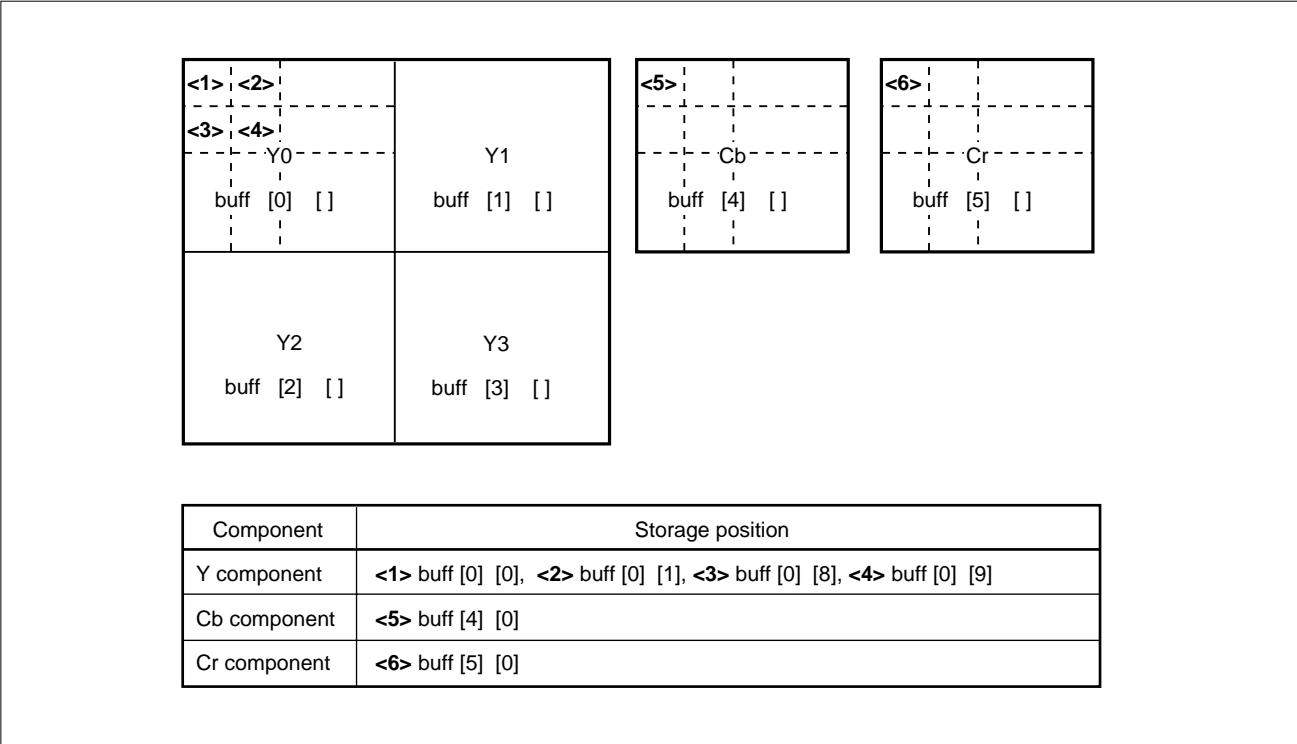 <1> <2> <5> <6>
<3> <4>
Y0 Y1 Cb Cr
buff [0] [ ] buff [1] [ ] buff [4] [ ] buff [5] [ ]
Y2 Y3
buff [2] [ ] buff [3] [ ]
Component Storage position
Y component <1> buff [0] [0], <2> buff [0] [1], <3> buff [0] [8], <4> buff [0] [9]
Cb component <5> buff [4] [0]
Cr component <6> buff [5] [0]